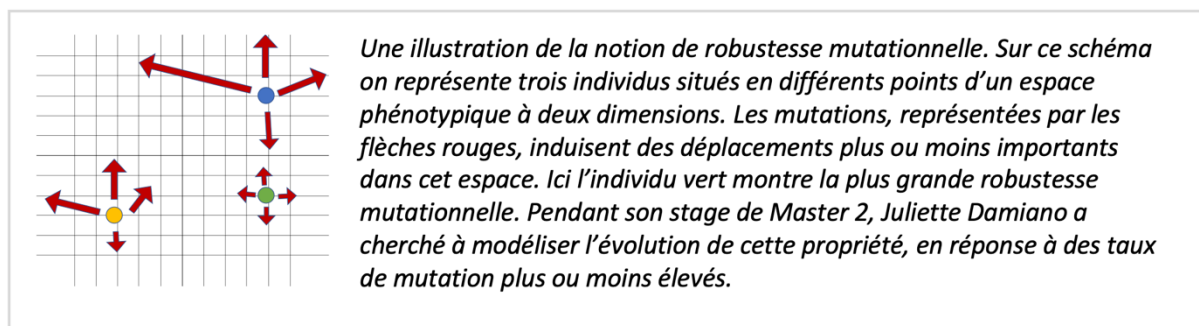 Une illustration de la notion de robustesse mutationnelle. Sur ce schéma
on représente trois individus situés en différents points d’un espace
phénotypique à deux dimensions. Les mutations, représentées par les
flèches rouges, induisent des déplacements plus ou moins importants
dans cet espace. Ici l’individu vert montre la plus grande robustesse
mutationnelle. Pendant son stage de Master 2, Juliette Damiano a
cherché à modéliser l’évolution de cette propriété, en réponse à des taux
de mutation plus ou moins élevés.